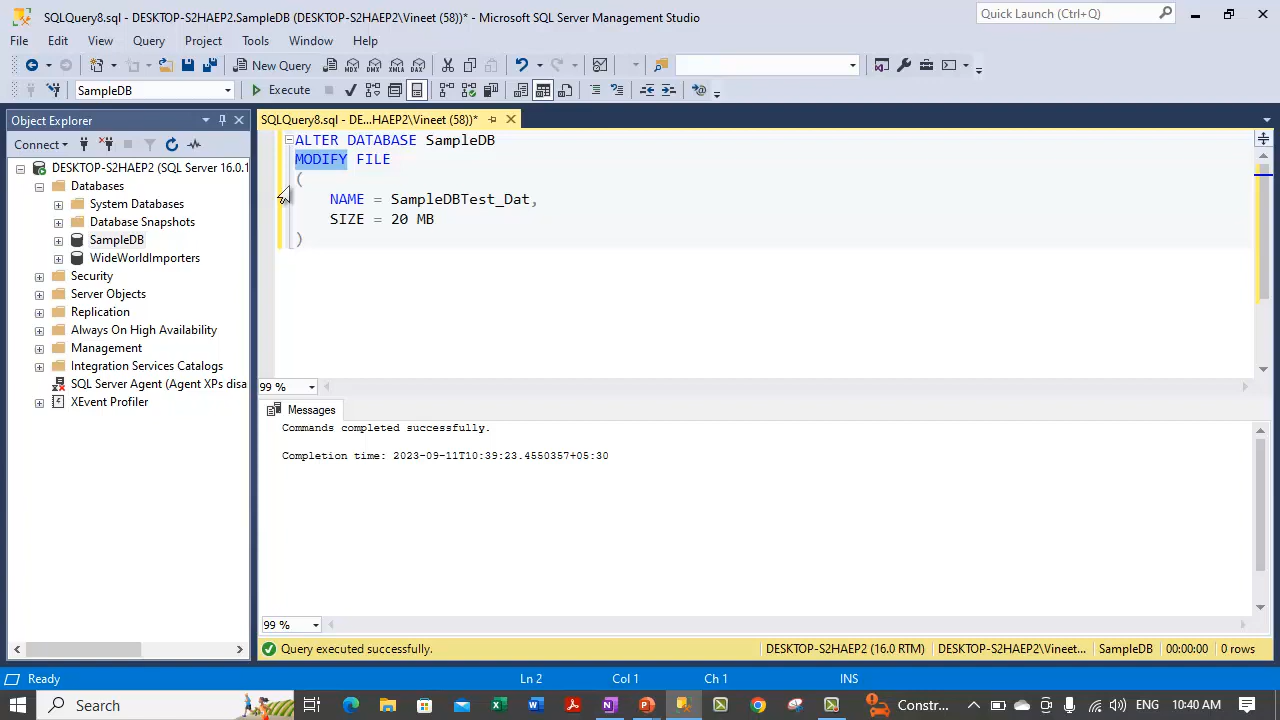 SQLQuery8.sql - DESKTOP-S2HAEP2.SampleDB (DESKTOP-S2HAEP2\Vineet (58))* - Microsoft SQL Server Management Studio
Quick Launch (Ctrl+Q)
File Edit View Query Project Tools Window Help
New Query
SampleDB
Execute
Object Explorer
SQLQuery8.sql - DE...HAEP2\Vineet (58))*
Connect
DESKTOP-S2HAEP2 (SQL Server 16.0.1
Databases
System Databases
Database Snapshots
SampleDB
WideWorldImporters
Security
Server Objects
Replication
Always On High Availability
Management
Integration Services Catalogs
SQL Server Agent (Agent XPs disa
XEvent Profiler
ALTER DATABASE SampleDB
MODIFY FILE
(
NAME = SampleDBTest_Dat,
SIZE = 20 MB
)
99 %
Messages
Commands completed successfully.
Completion time: 2023-09-11T10:39:23.4550357+05:30
99 %
Query executed successfully.
DESKTOP-S2HAEP2 (16.0 RTM)
DESKTOP-S2HAEP2\Vineet...
SampleDB
00:00:00
0 rows
Ready
Ln 2
Col 1
Ch 1
INS
Search
Constr...
ENG
10:40 AM